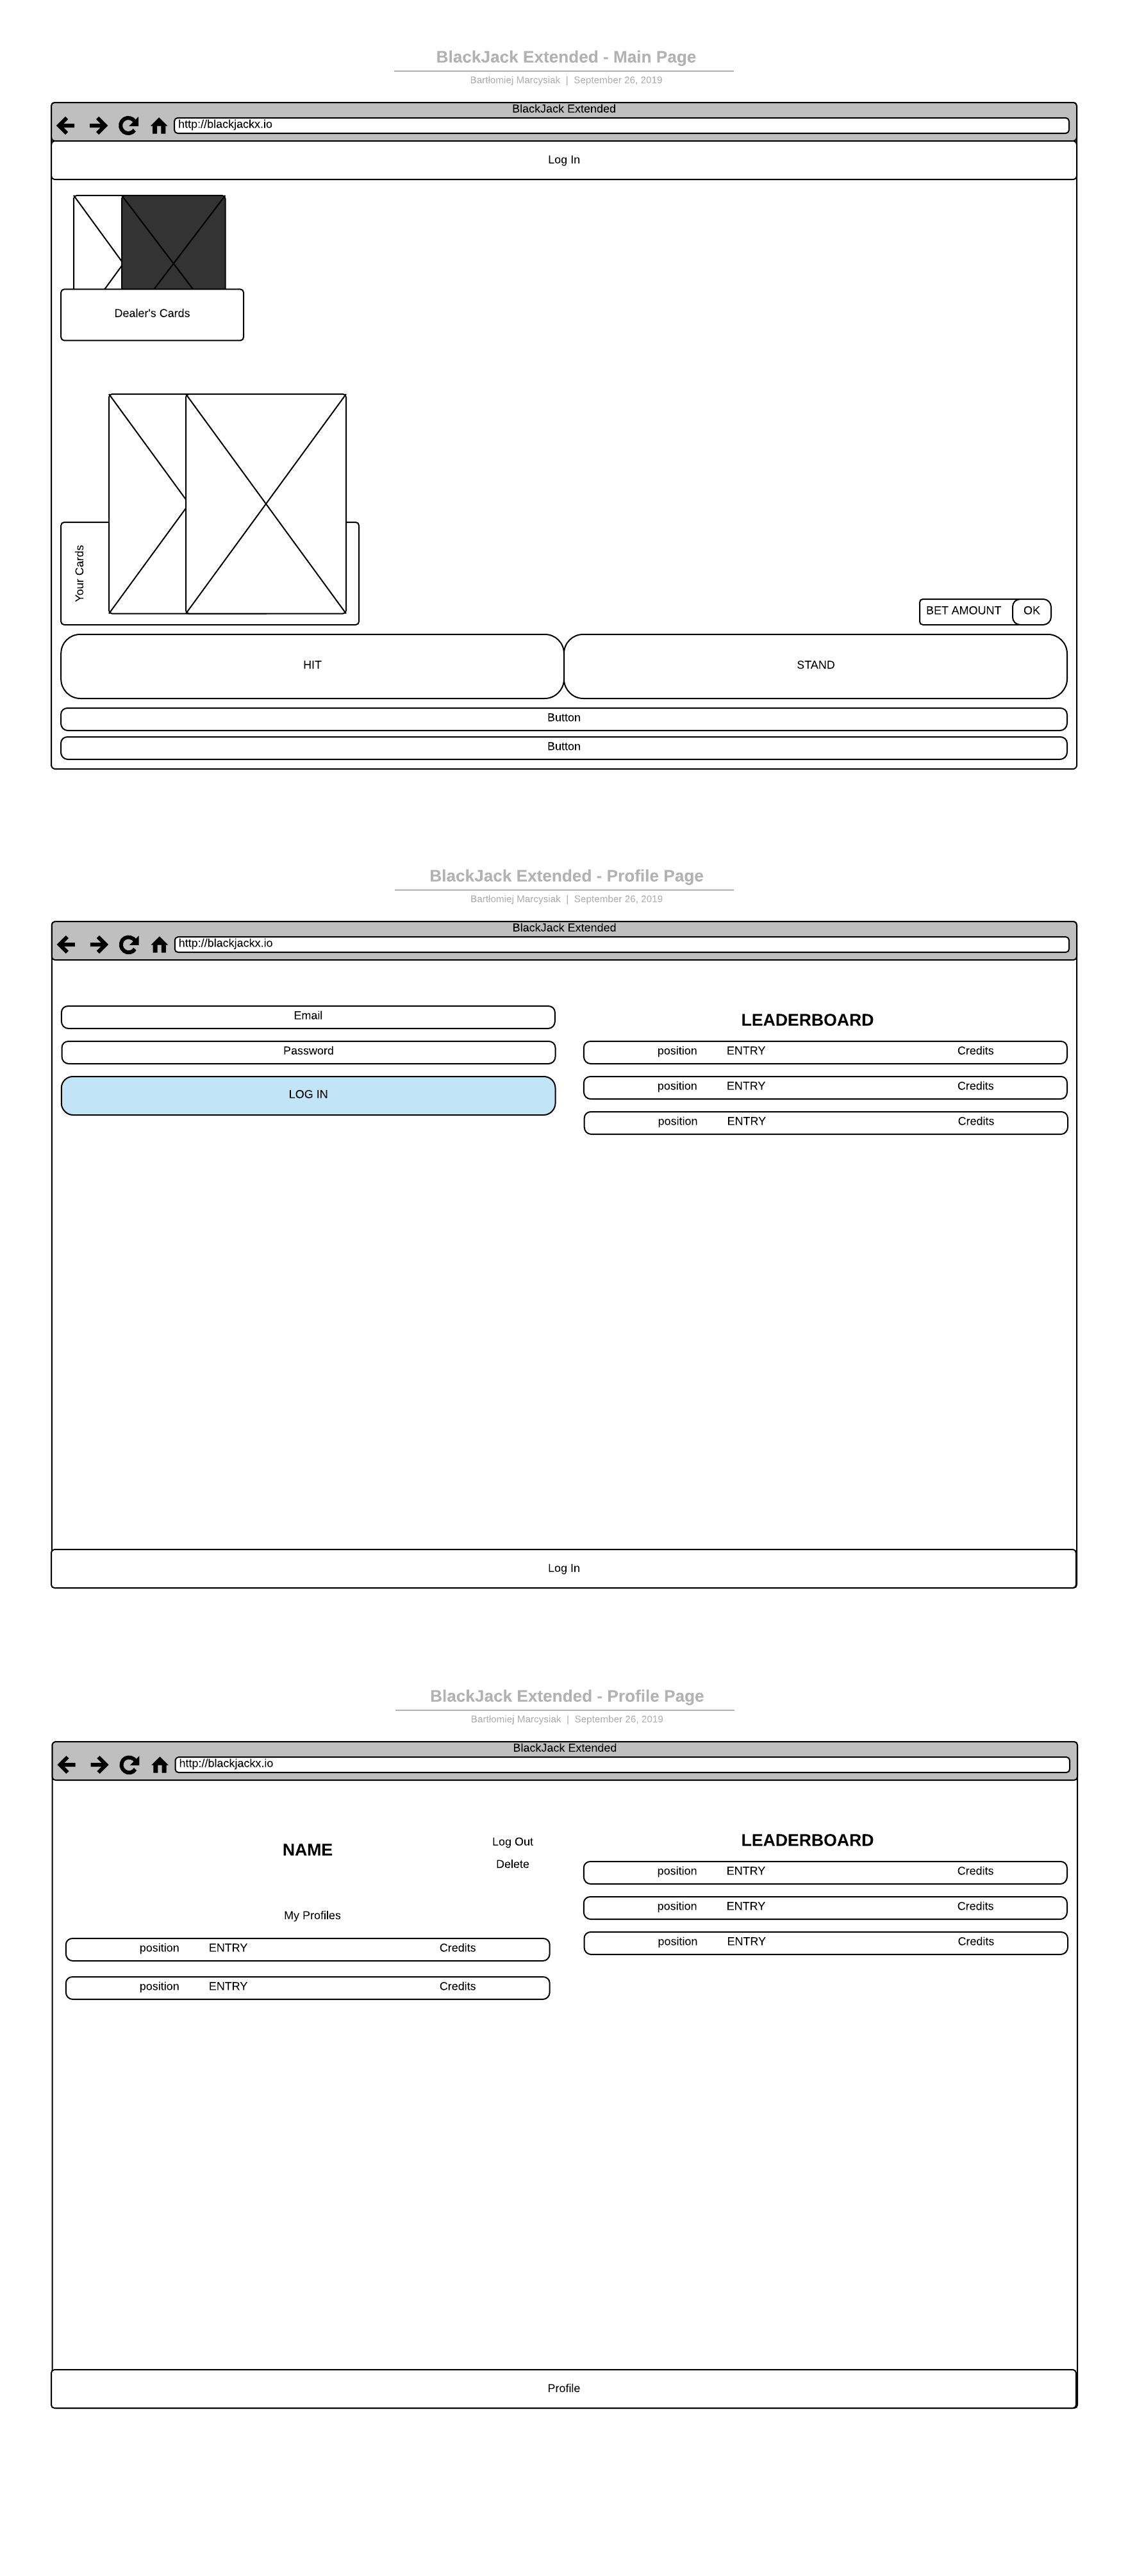 BlackJack Extended - Main Page
Bartłomiej Marcysiak | September 26, 2019
BlackJack Extended
http://blackjackx.io
Log In
Dealer's Cards
Your Cards
BET AMOUNT OK
HIT STAND
Button
Button
BlackJack Extended - Profile Page
Bartłomiej Marcysiak | September 26, 2019
BlackJack Extended
http://blackjackx.io
Email
Password
LOG IN
LEADERBOARD
position ENTRY Credits
position ENTRY Credits
position ENTRY Credits
Log In
BlackJack Extended - Profile Page
Bartłomiej Marcysiak | September 26, 2019
BlackJack Extended
http://blackjackx.io
NAME
Log Out
Delete
My Profiles
position ENTRY Credits
position ENTRY Credits
LEADERBOARD
position ENTRY Credits
position ENTRY Credits
position ENTRY Credits
Profile